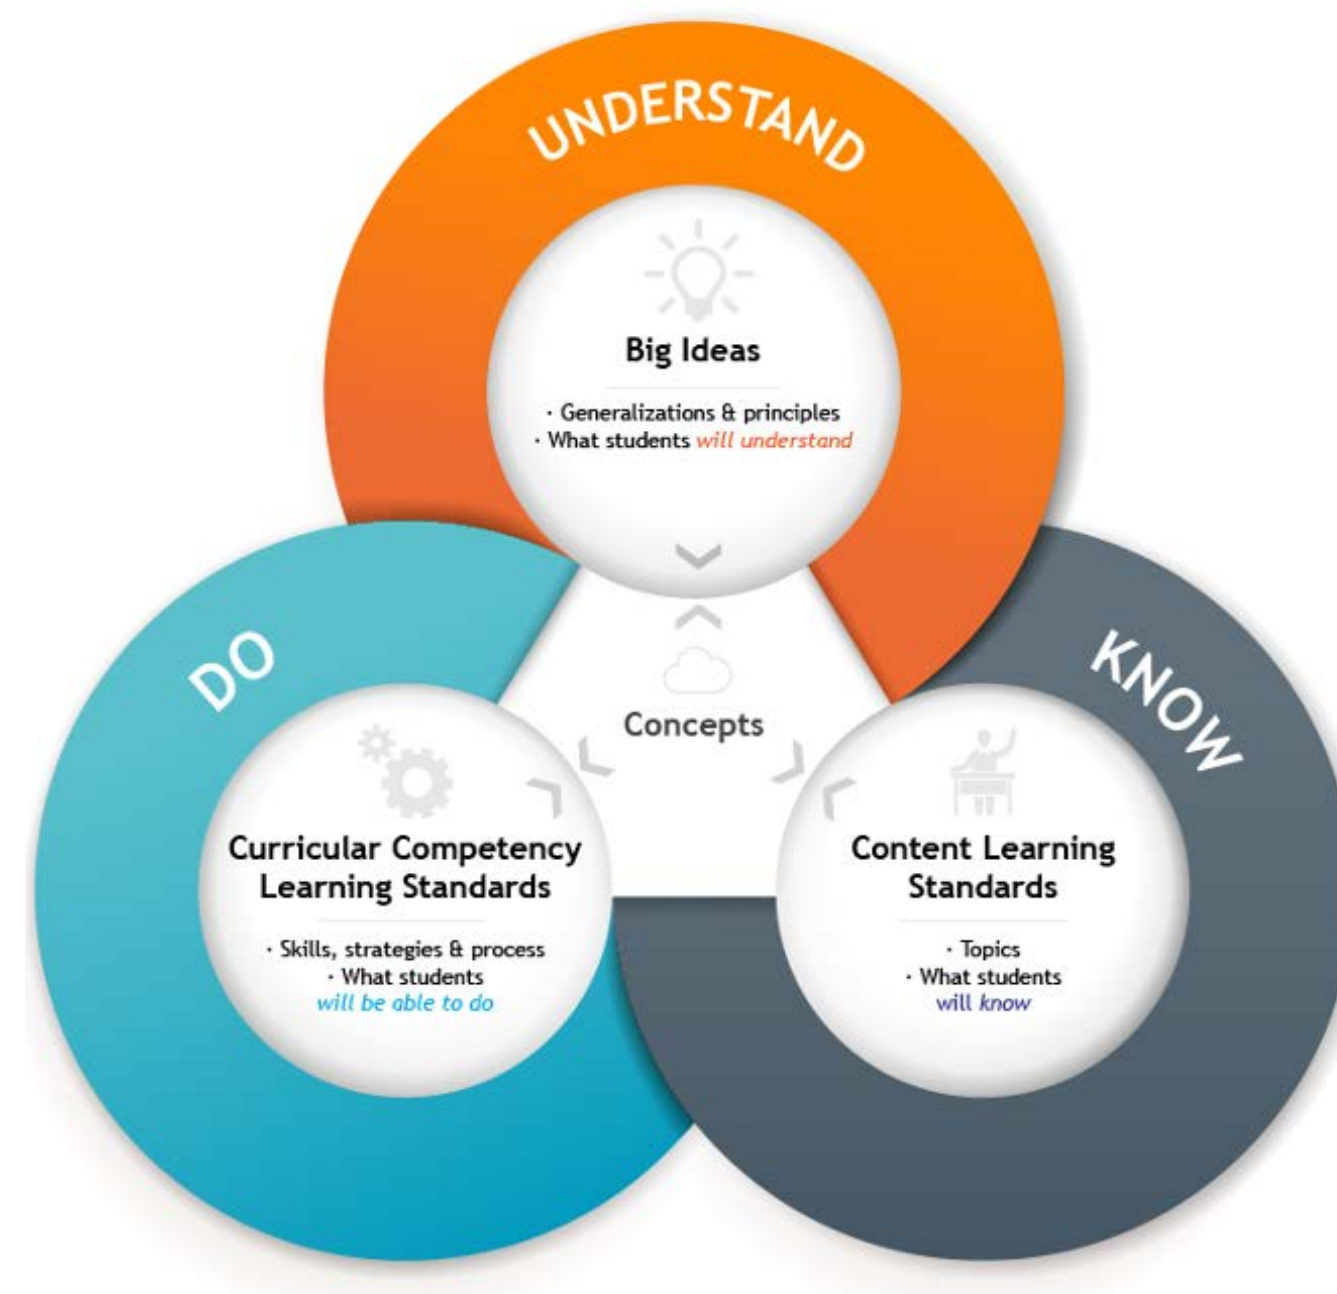 UNDERSTAND
Big Ideas
· Generalizations & principles
· What students will understand
DO
KNOW
Concepts
Curricular Competency
Learning Standards
· Skills, strategies & process
· What students
will be able to do
Content Learning
Standards
· Topics
· What students
will know